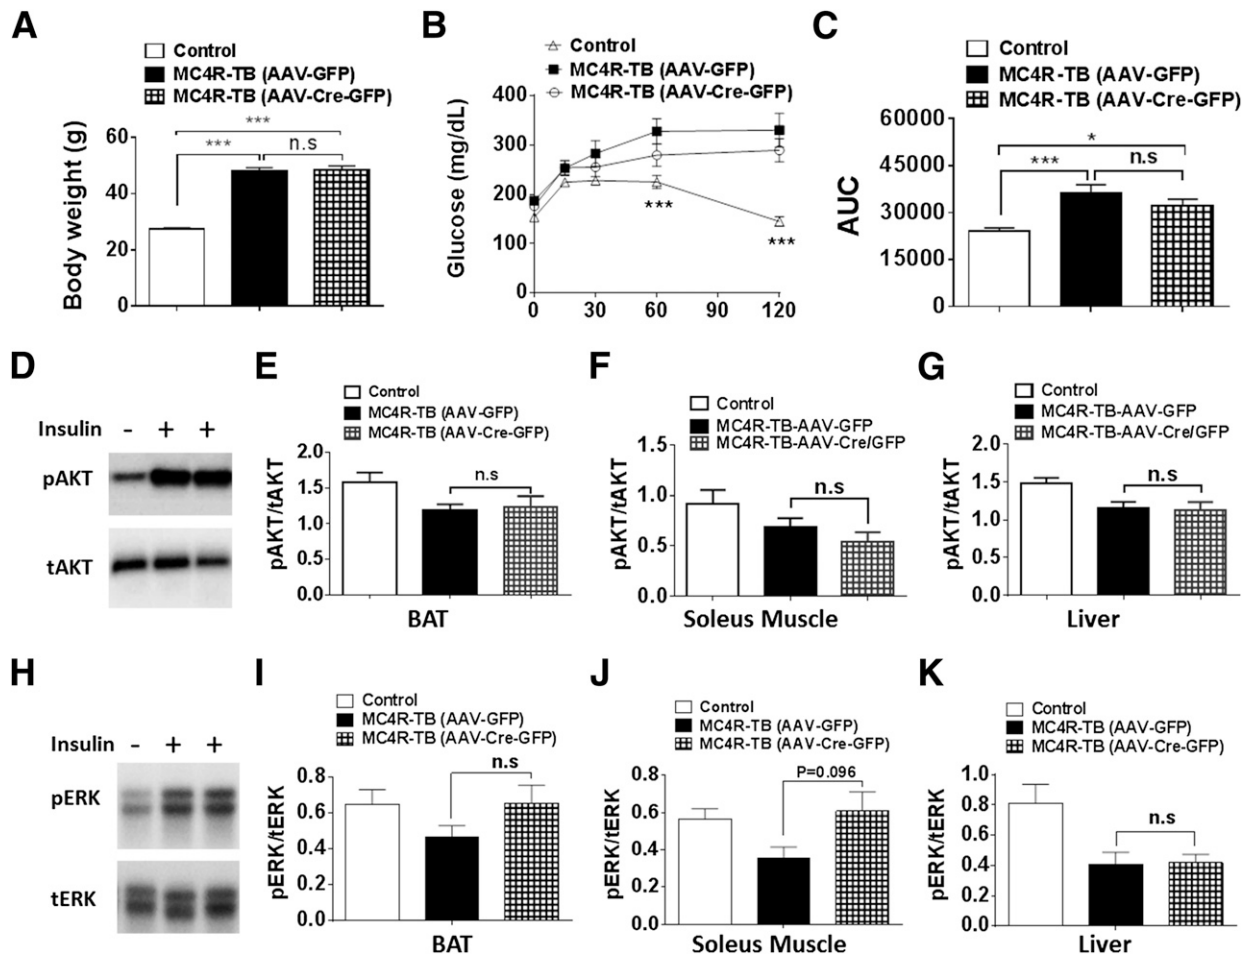 A
Control
MC4R-TB (AAV-GFP)
MC4R-TB (AAV-Cre-GFP)
***
***
n.s
Body weight (g)
60
40
20
0
B
Control
MC4R-TB (AAV-GFP)
MC4R-TB (AAV-Cre-GFP)
Glucose (mg/dL)
400
300
200
100
0
***
***
0
30
60
90
120
C
Control
MC4R-TB (AAV-GFP)
MC4R-TB (AAV-Cre-GFP)
AUC
60000
45000
30000
15000
0
*
***
n.s
D
Insulin - + +
pAKT
tAKT
E
Control
MC4R-TB (AAV-GFP)
MC4R-TB (AAV-Cre-GFP)
pAKT/tAKT
2.0
1.5
1.0
0.5
0.0
n.s
BAT
F
Control
MC4R-TB-AAV-GFP
MC4R-TB-AAV-Cre/GFP
pAKT/tAKT
1.5
1.0
0.5
0.0
n.s
Soleus Muscle
G
Control
MC4R-TB-AAV-GFP
MC4R-TB-AAV-Cre/GFP
pAKT/tAKT
2.0
1.5
1.0
0.5
0.0
n.s
Liver
H
Insulin - + +
pERK
tERK
I
Control
MC4R-TB (AAV-GFP)
MC4R-TB (AAV-Cre-GFP)
pERK/tERK
0.8
0.6
0.4
0.2
0.0
n.s
BAT
J
Control
MC4R-TB (AAV-GFP)
MC4R-TB (AAV-Cre-GFP)
pERK/tERK
0.8
0.6
0.4
0.2
0.0
P=0.096
Soleus Muscle
K
Control
MC4R-TB (AAV-GFP)
MC4R-TB (AAV-Cre-GFP)
pERK/tERK
1.0
0.8
0.6
0.4
0.2
0.0
n.s
Liver